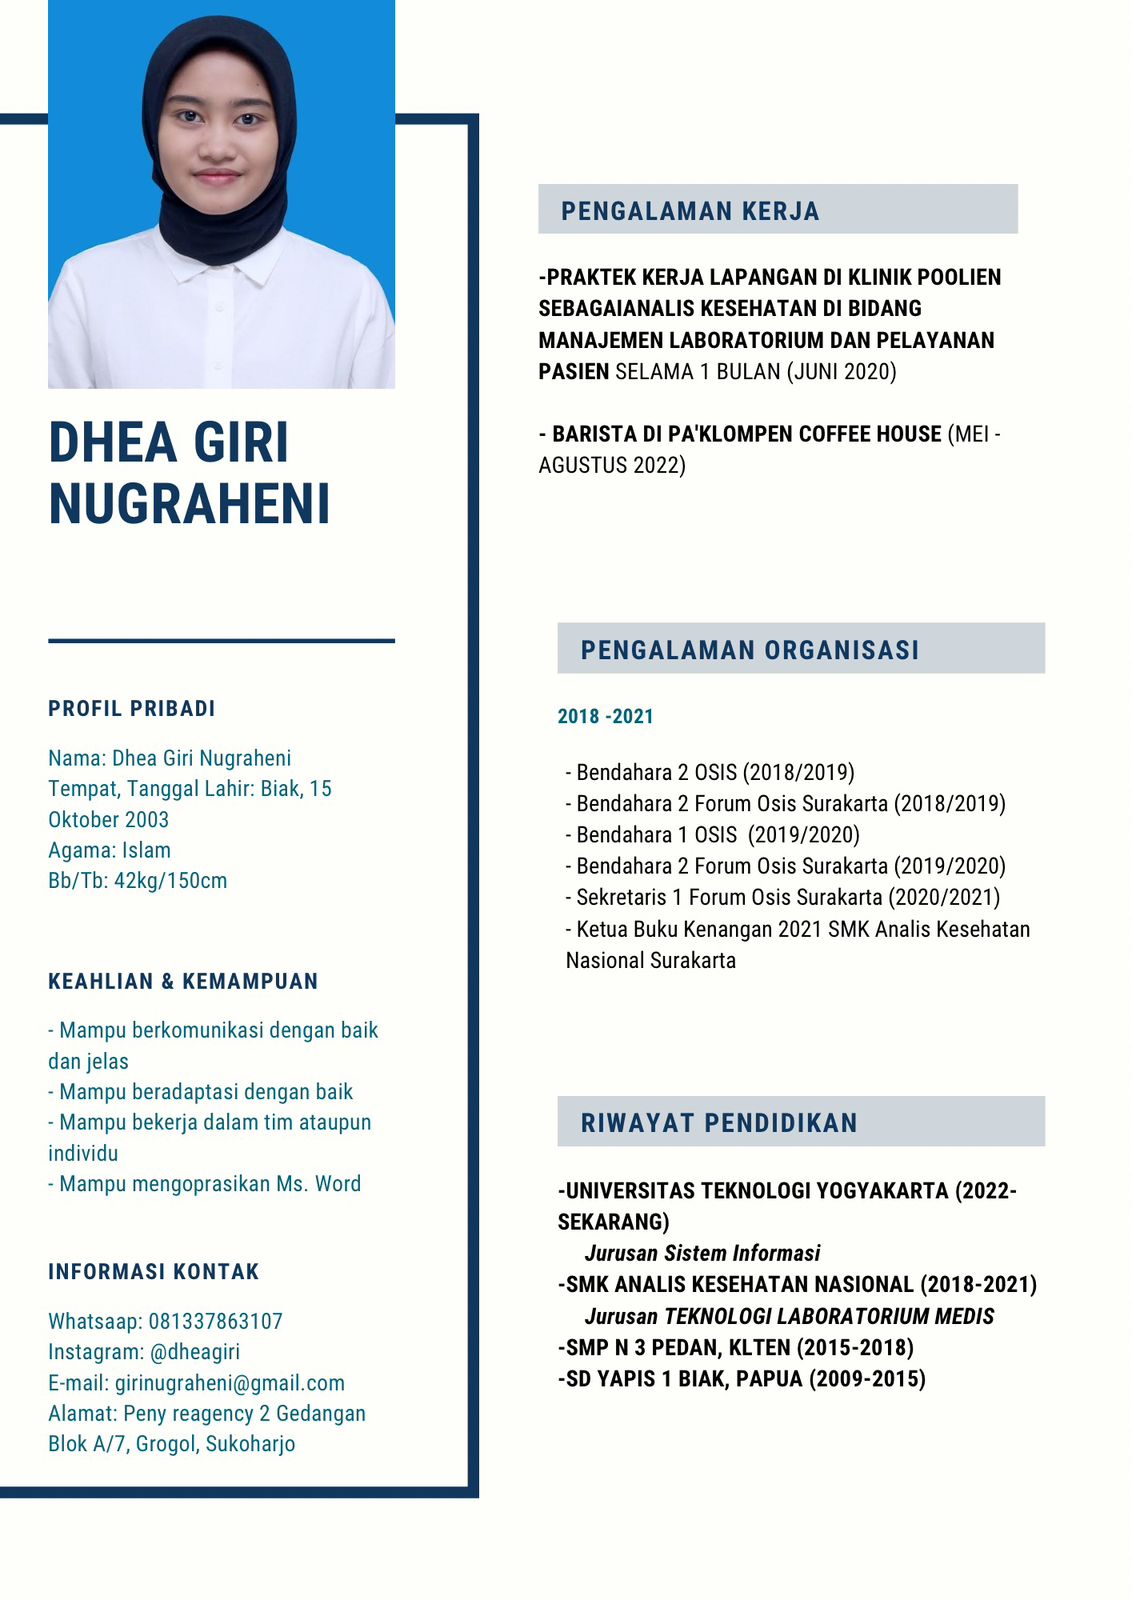 DHEA GIRI
NUGRAHENI
PROFIL PRIBADI
Nama: Dhea Giri Nugraheni
Tempat, Tanggal Lahir: Biak, 15
Oktober 2003
Agama: Islam
Bb/Tb: 42kg/150cm
KEAHLIAN & KEMAMPUAN
- Mampu berkomunikasi dengan baik
dan jelas
- Mampu beradaptasi dengan baik
- Mampu bekerja dalam tim ataupun
individu
- Mampu mengoprasikan Ms. Word
INFORMASI KONTAK
Whatsaap: 081337863107
Instagram: @dheagiri
E-mail: girinugraheni@gmail.com
Alamat: Peny reagency 2 Gedangan
Blok A/7, Grogol, Sukoharjo
PENGALAMAN KERJA
-PRAKTEK KERJA LAPANGAN DI KLINIK POOLIEN
SEBAGAIANALIS KESEHATAN DI BIDANG
MANAJEMEN LABORATORIUM DAN PELAYANAN
PASIEN SELAMA 1 BULAN (JUNI 2020)
- BARISTA DI PA'KLOMPEN COFFEE HOUSE (MEI -
AGUSTUS 2022)
PENGALAMAN ORGANISASI
2018 -2021
- Bendahara 2 OSIS (2018/2019)
- Bendahara 2 Forum Osis Surakarta (2018/2019)
- Bendahara 1 OSIS  (2019/2020)
- Bendahara 2 Forum Osis Surakarta (2019/2020)
- Sekretaris 1 Forum Osis Surakarta (2020/2021)
- Ketua Buku Kenangan 2021 SMK Analis Kesehatan
Nasional Surakarta
RIWAYAT PENDIDIKAN
-UNIVERSITAS TEKNOLOGI YOGYAKARTA (2022-
SEKARANG)
Jurusan Sistem Informasi
-SMK ANALIS KESEHATAN NASIONAL (2018-2021)
Jurusan TEKNOLOGI LABORATORIUM MEDIS
-SMP N 3 PEDAN, KLTEN (2015-2018)
-SD YAPIS 1 BIAK, PAPUA (2009-2015)